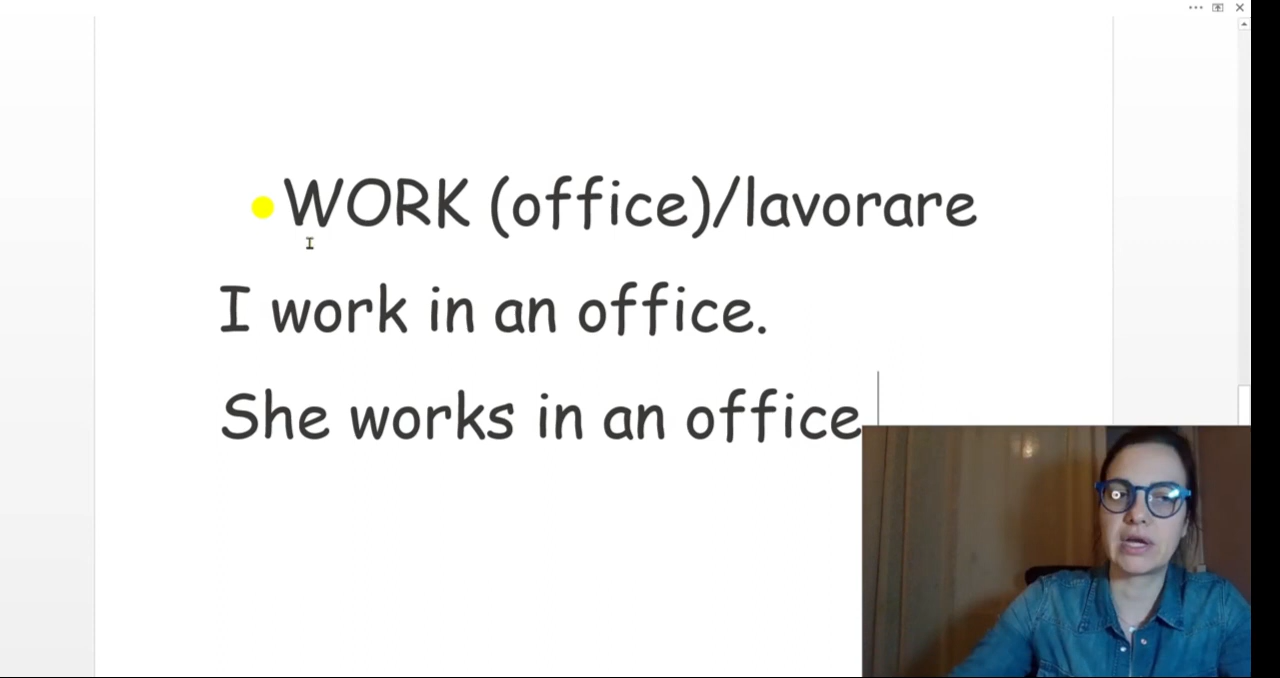 WORK (office)/lavorare
I work in an office.
She works in an office